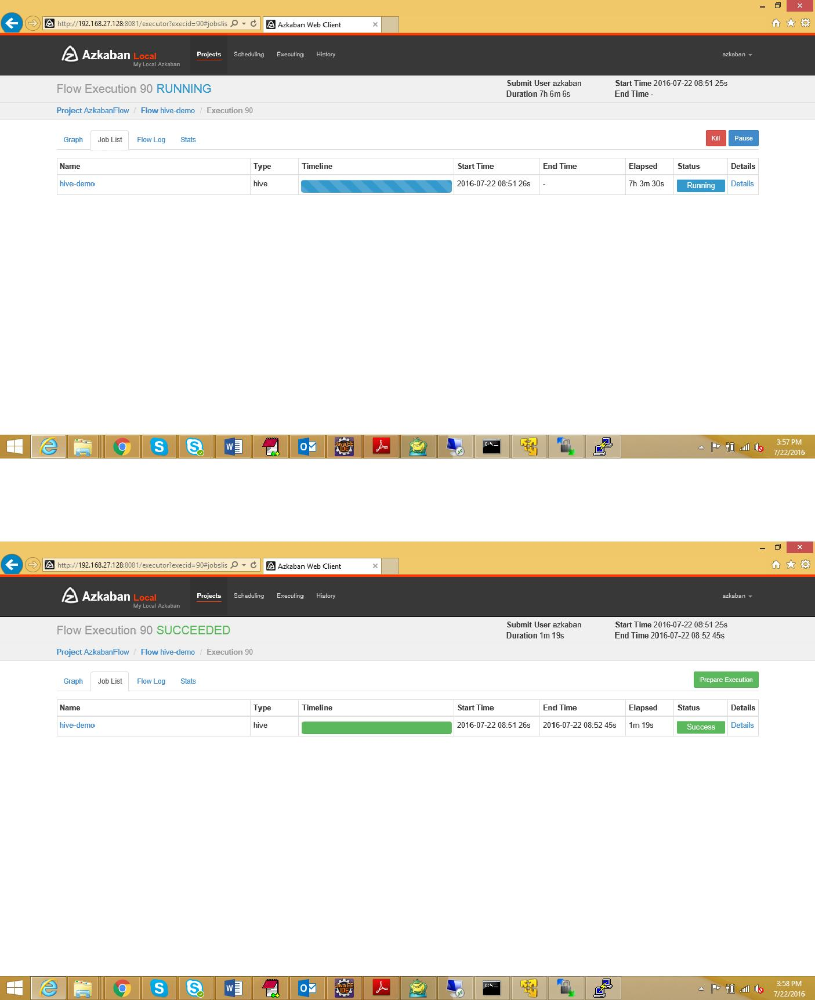 http://192.168.27.128:8081/executor?execid=90#jobslis
Azkaban Web Client
Azkaban Local
My Local Azkaban
Projects
Scheduling
Executing
History
azkaban
Flow Execution 90 RUNNING
Submit User azkaban
Start Time 2016-07-22 08:51 25s
Duration 7h 6m 6s
End Time -
Project AzkabanFlow / Flow hive-demo / Execution 90
Graph
Job List
Flow Log
Stats
Kill
Pause
Name Type Timeline Start Time End Time Elapsed Status Details
hive-demo hive 2016-07-22 08:51 26s - 7h 3m 30s Running Details
3:57 PM
7/22/2016
http://192.168.27.128:8081/executor?execid=90#jobslis
Azkaban Web Client
Azkaban Local
My Local Azkaban
Projects
Scheduling
Executing
History
azkaban
Flow Execution 90 SUCCEEDED
Submit User azkaban
Start Time 2016-07-22 08:51 25s
Duration 1m 19s
End Time 2016-07-22 08:52 45s
Project AzkabanFlow / Flow hive-demo / Execution 90
Graph
Job List
Flow Log
Stats
Prepare Execution
Name Type Timeline Start Time End Time Elapsed Status Details
hive-demo hive 2016-07-22 08:51 26s 2016-07-22 08:52 45s 1m 19s Success Details
3:58 PM
7/22/2016